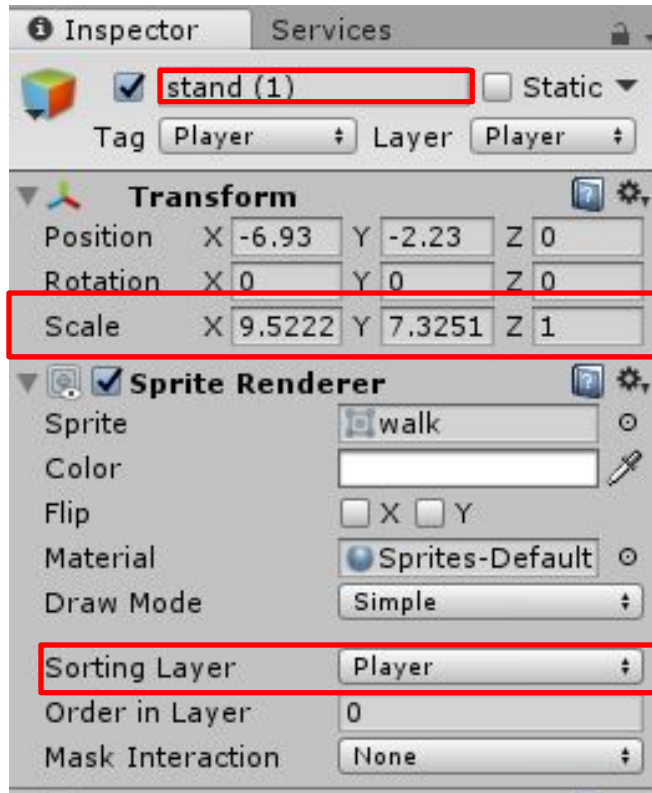 Inspector Services
stand (1) Static
Tag Player Layer Player
Transform
Position X -6.93 Y -2.23 Z 0
Rotation X 0 Y 0 Z 0
Scale X 9.5222 Y 7.3251 Z 1
Sprite Renderer
Sprite walk
Color
Flip X Y
Material Sprites-Default
Draw Mode Simple
Sorting Layer Player
Order in Layer 0
Mask Interaction None